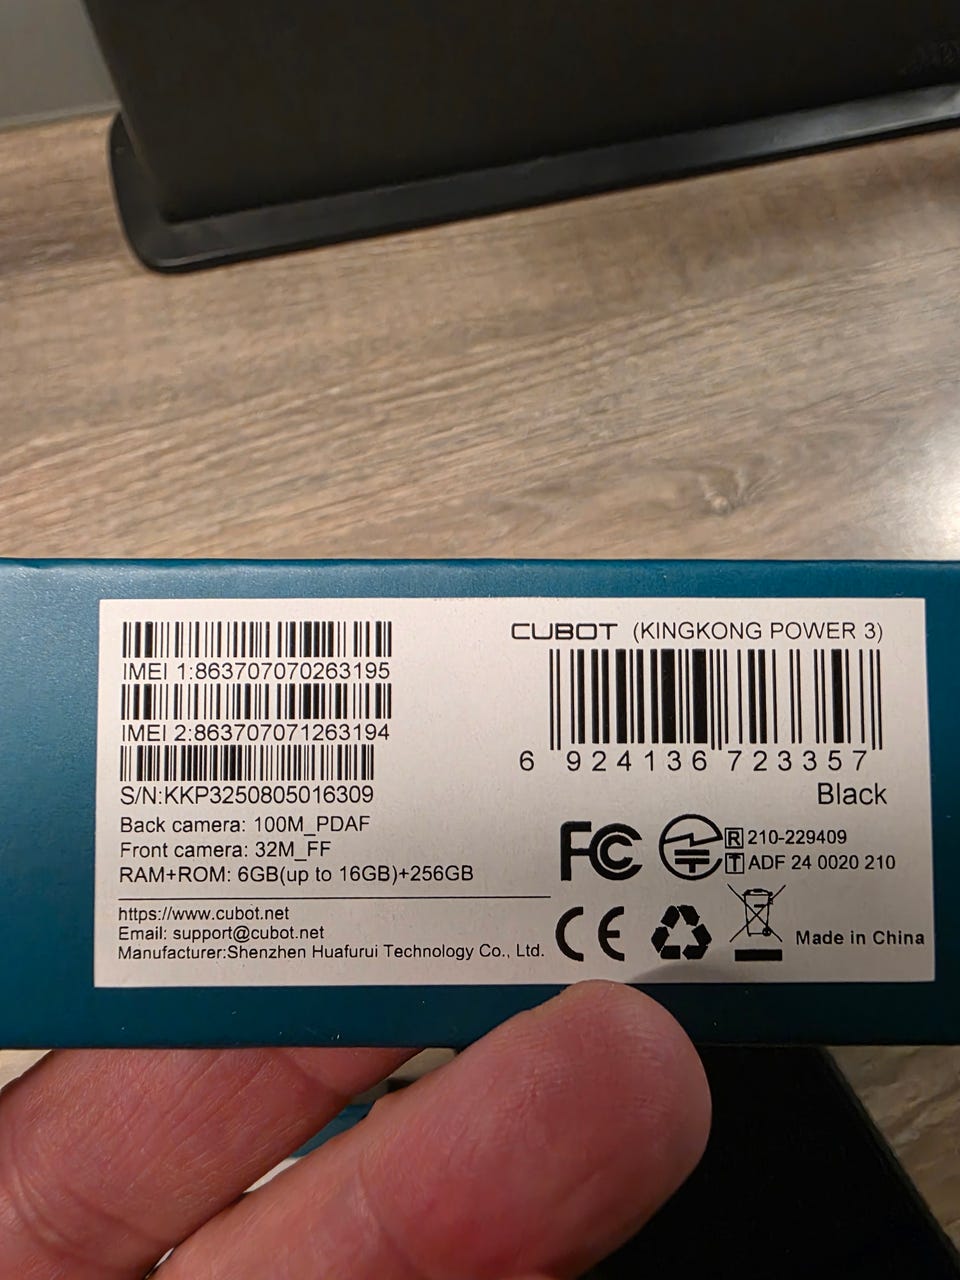 IMEI 1:863707070263195
IMEI 2:863707071263194
S/N:KKP3250805016309
Back camera: 100M_PDAF
Front camera: 32M_FF
RAM+ROM: 6GB(up to 16GB)+256GB
https://www.cubot.net
Email: support@cubot.net
Manufacturer:Shenzhen Huafurui Technology Co., Ltd.
CUBOT (KINGKONG POWER 3)
6 924136 723357
Black
FC
R 210-229409
T ADF 24 0020 210
CE
Made in China